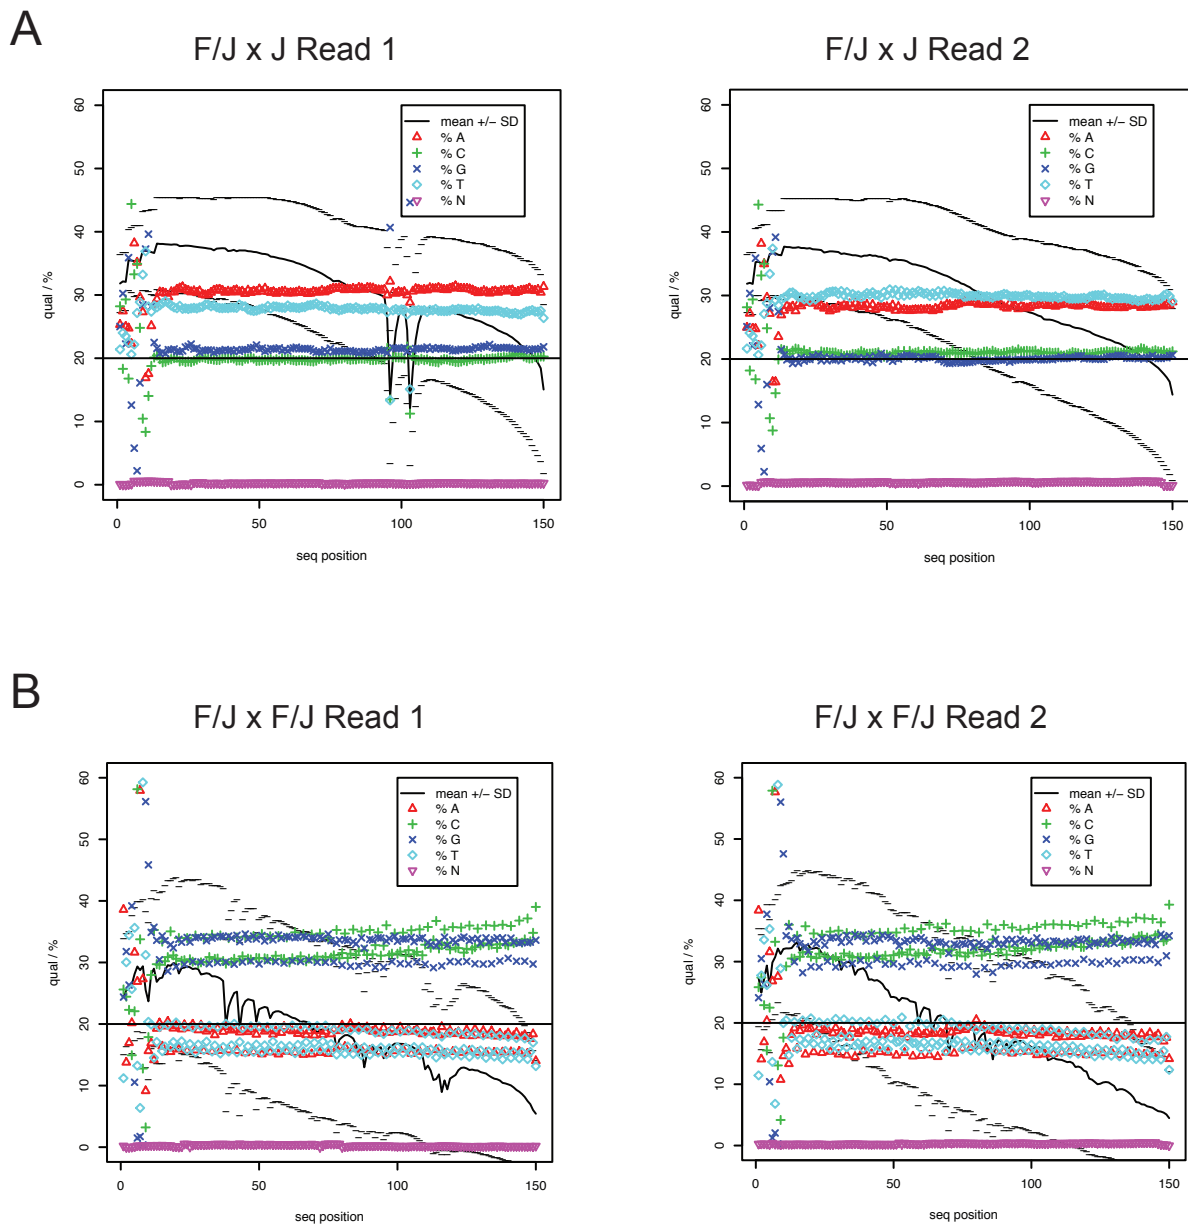 A
F/J x J Read 1
F/J x J Read 2
60
50
40
30
20
10
0
qual / %
mean +/− SD
% A
% C
% G
% T
% N
0
50
100
150
seq position
60
50
40
30
20
10
0
qual / %
mean +/− SD
% A
% C
% G
% T
% N
0
50
100
150
seq position
B
F/J x F/J Read 1
F/J x F/J Read 2
60
50
40
30
20
10
0
qual / %
mean +/− SD
% A
% C
% G
% T
% N
0
50
100
150
seq position
60
50
40
30
20
10
0
qual / %
mean +/− SD
% A
% C
% G
% T
% N
0
50
100
150
seq position